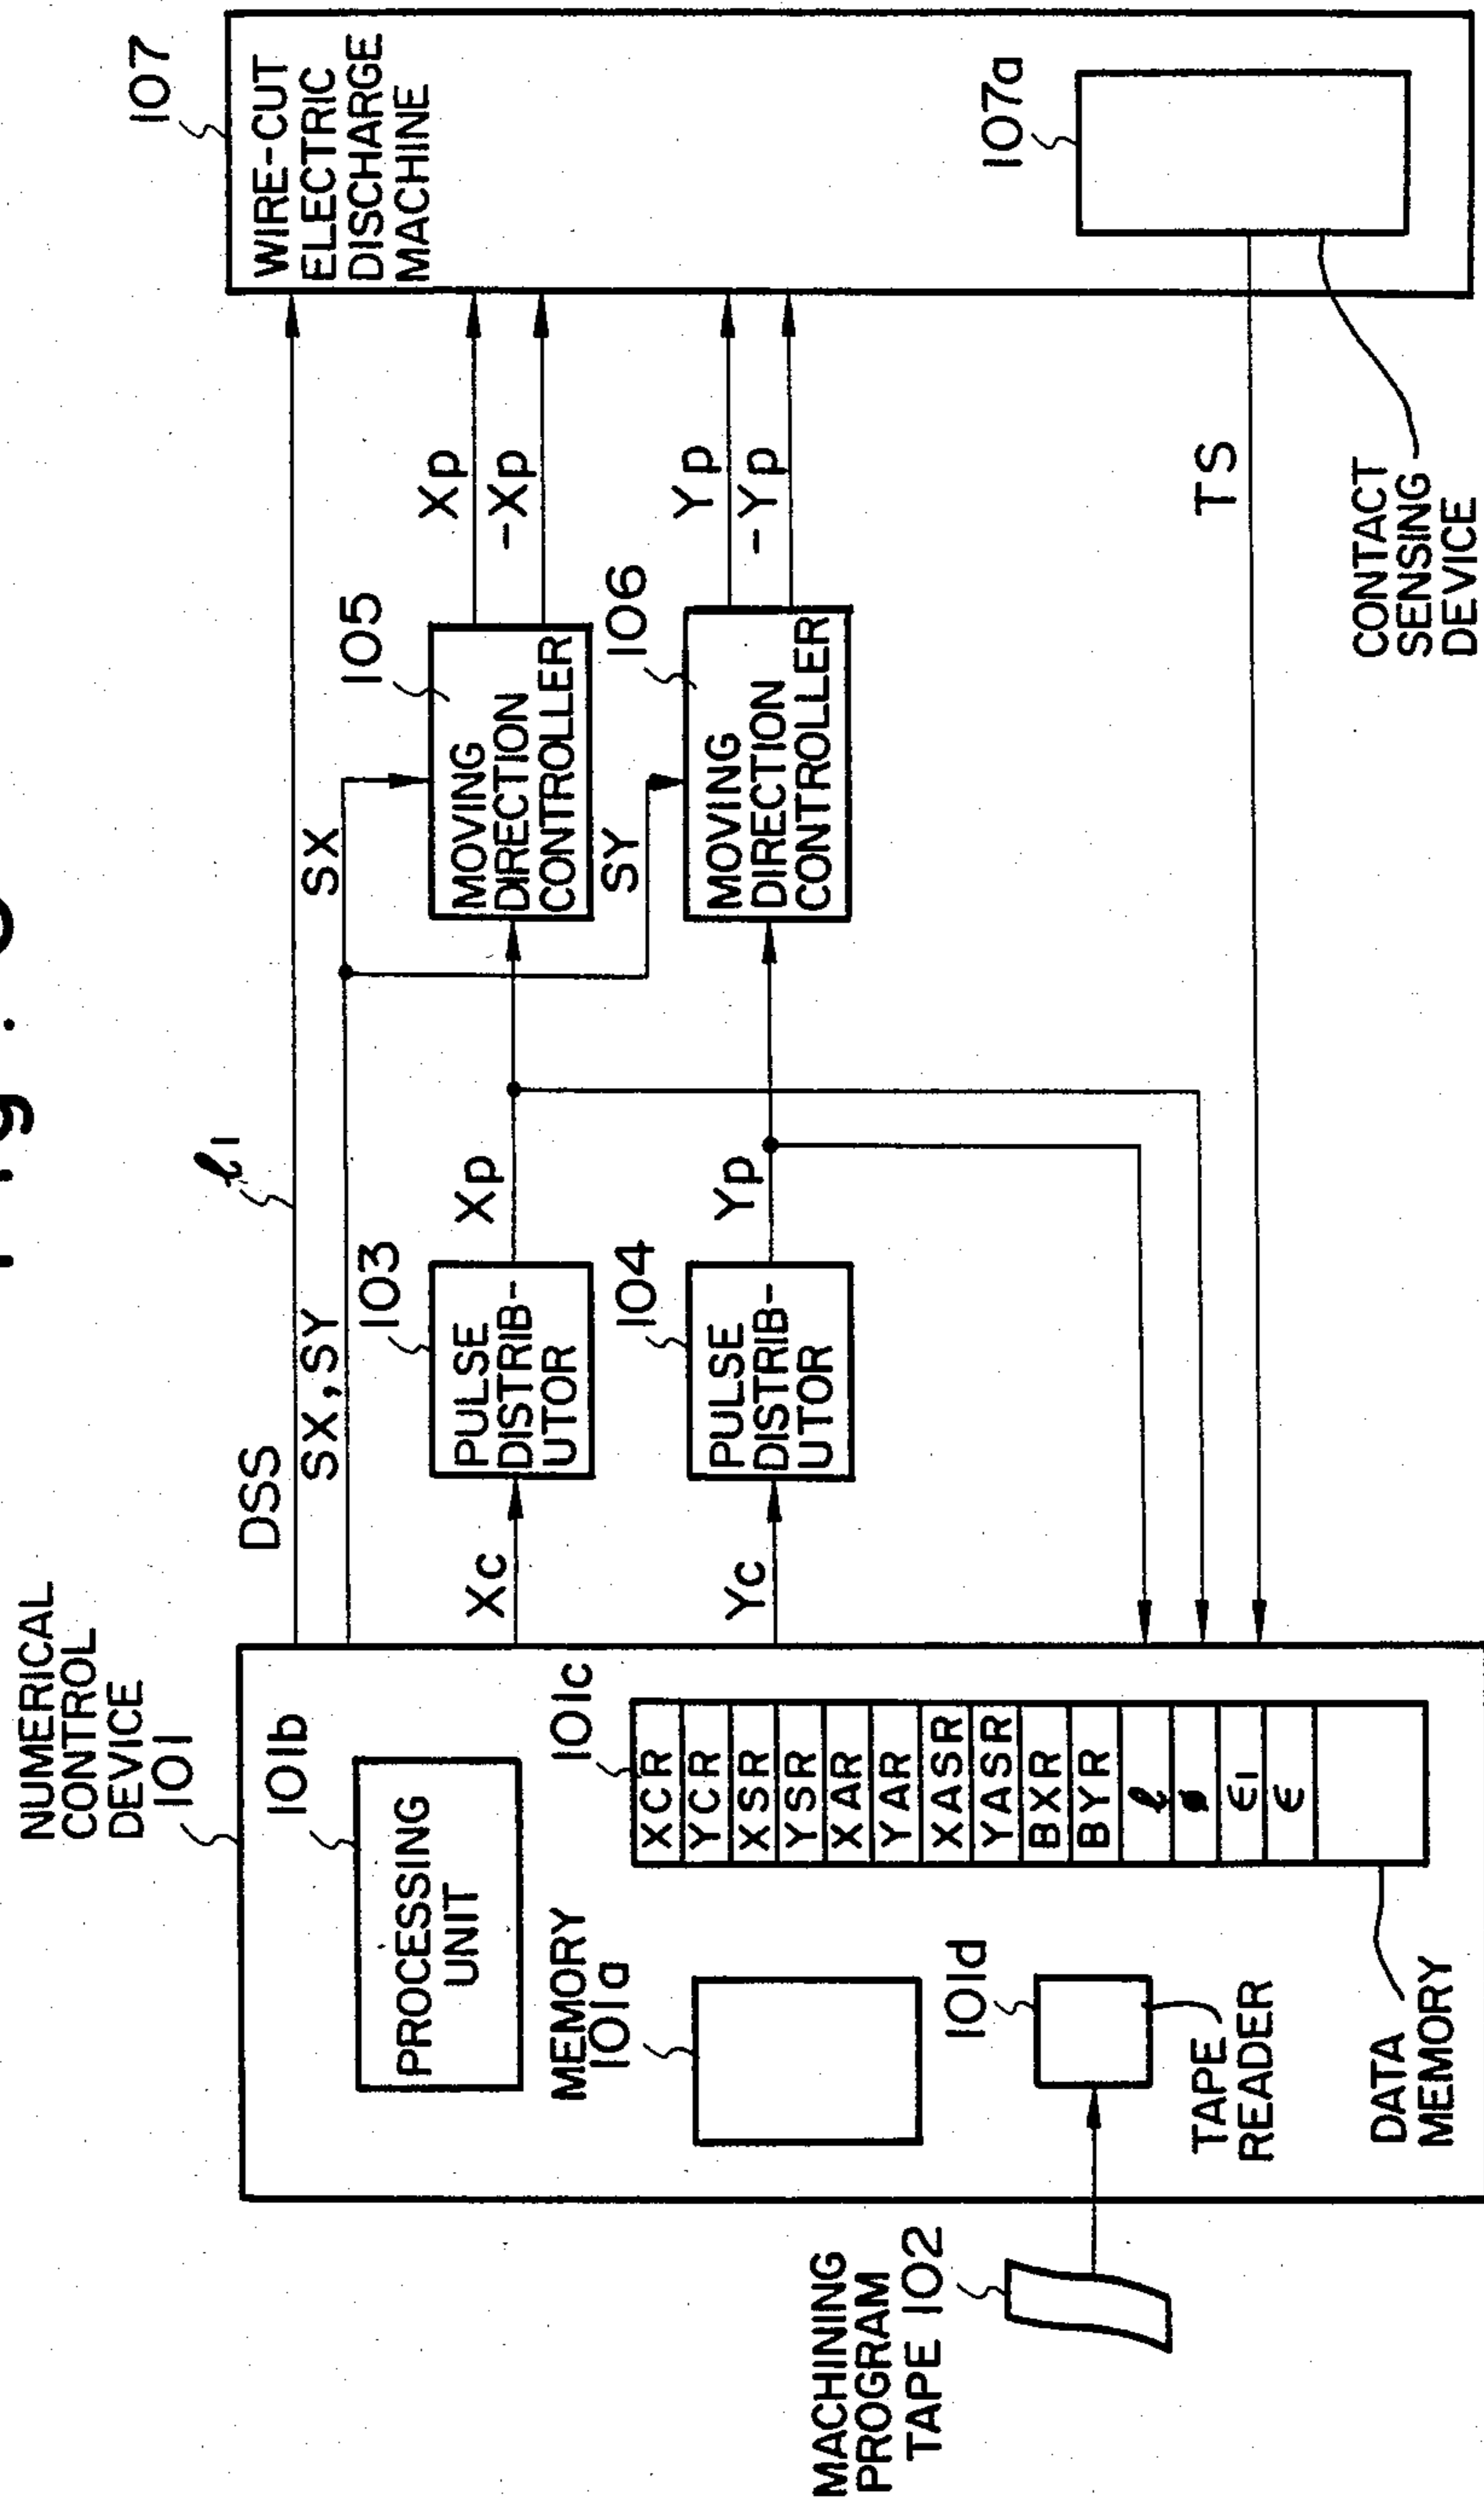 NUMERICAL
CONTROL
DEVICE
101
101b
PROCESSING
UNIT
MEMORY
101a
101c
XCR
YCR
XSR
YSR
XAR
YAR
XASR
YASR
BXR
BYR
ℓ
ø
ε1
ε
101d
TAPE
READER
DATA
MEMORY
MACHINING
PROGRAM
TAPE 102
DSS
ℓ1
SX, SY
SX
SY
Xc
103
PULSE
DISTRIB-
UTOR
Xp
105
MOVING
DIRECTION
CONTROLLER
Xp
-Xp
Yc
104
PULSE
DISTRIB-
UTOR
Yp
106
MOVING
DIRECTION
CONTROLLER
Yp
-Yp
TS
107
WIRE-CUT
ELECTRIC
DISCHARGE
MACHINE
107a
CONTACT
SENSING
DEVICE